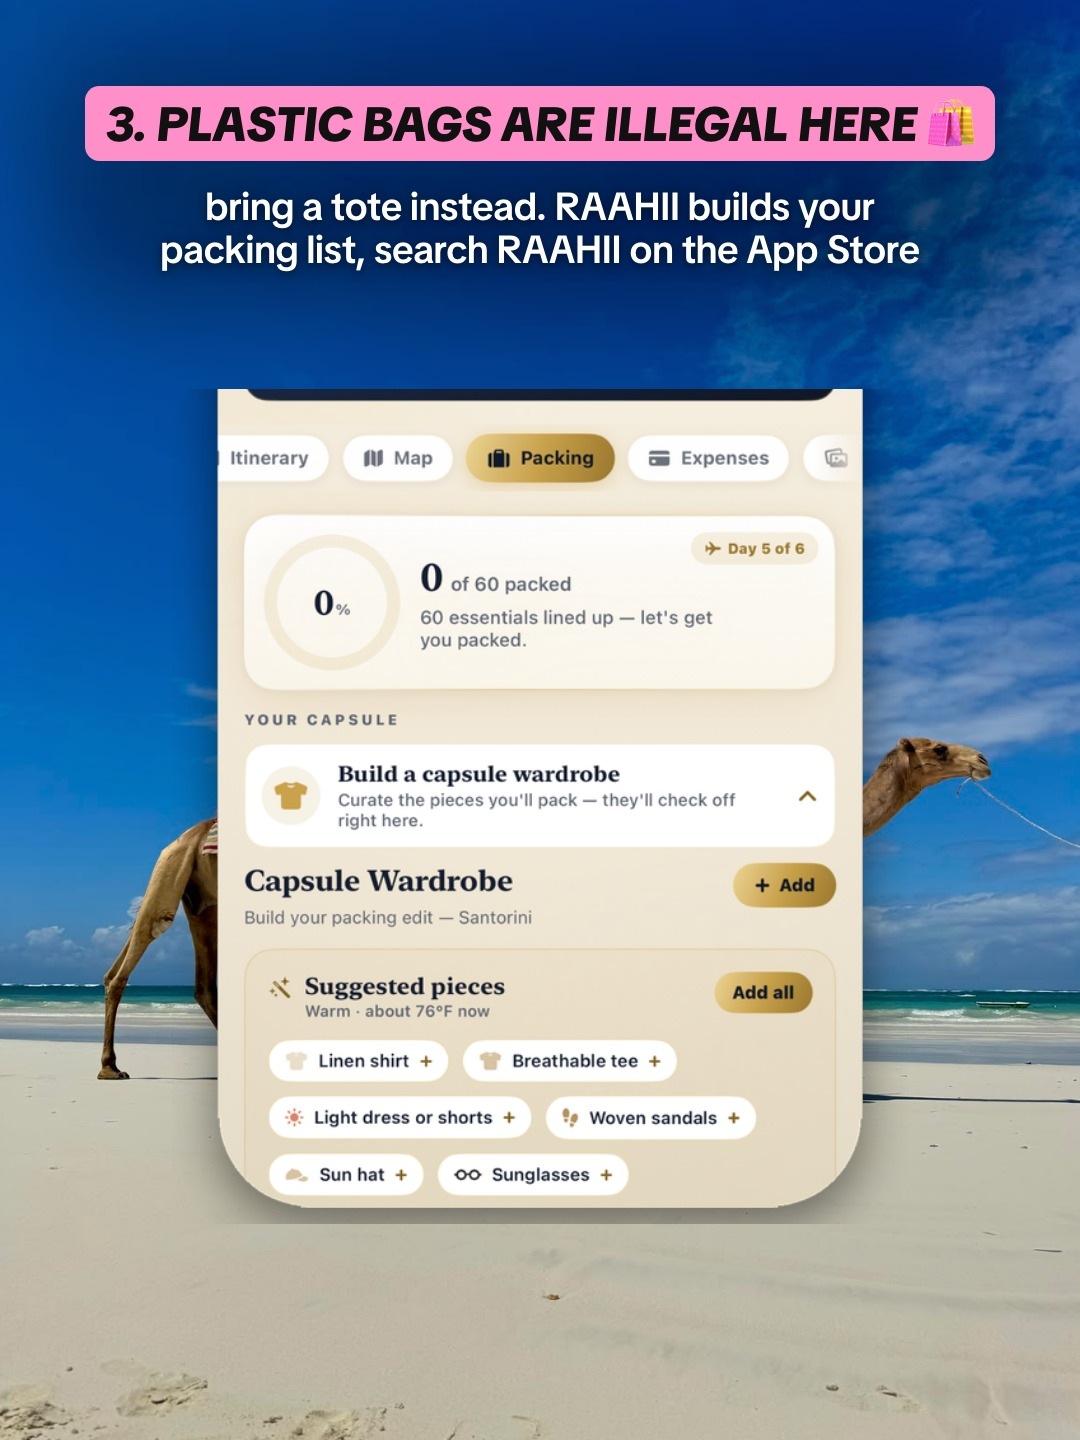 3. PLASTIC BAGS ARE ILLEGAL HERE 🛍️
bring a tote instead. RAAHII builds your
packing list, search RAAHII on the App Store
Itinerary Map Packing Expenses
Day 5 of 6
0%
0 of 60 packed
60 essentials lined up — let's get
you packed.
YOUR CAPSULE
Build a capsule wardrobe
Curate the pieces you'll pack — they'll check off
right here.
Capsule Wardrobe
+ Add
Build your packing edit — Santorini
Suggested pieces
Add all
Warm · about 76°F now
Linen shirt + Breathable tee +
Light dress or shorts + Woven sandals +
Sun hat + Sunglasses +